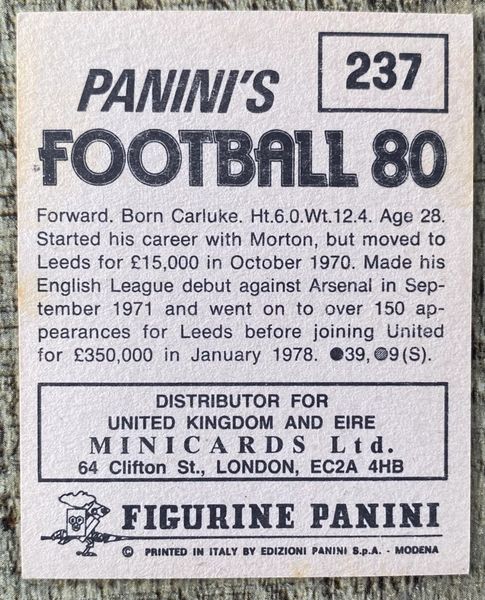 237
PANINI'S
FOOTBALL 80
Forward. Born Carluke. Ht.6.0.Wt.12.4. Age 28.
Started his career with Morton, but moved to
Leeds for £15,000 in October 1970. Made his
English League debut against Arsenal in Sep-
tember 1971 and went on to over 150 ap-
pearances for Leeds before joining United
for £350,000 in January 1978. ●39, ●9(S).
DISTRIBUTOR FOR
UNITED KINGDOM AND EIRE
MINICARDS Ltd.
64 Clifton St., LONDON, EC2A 4HB
FIGURINE PANINI
© PRINTED IN ITALY BY EDIZIONI PANINI S.p.A. - MODENA